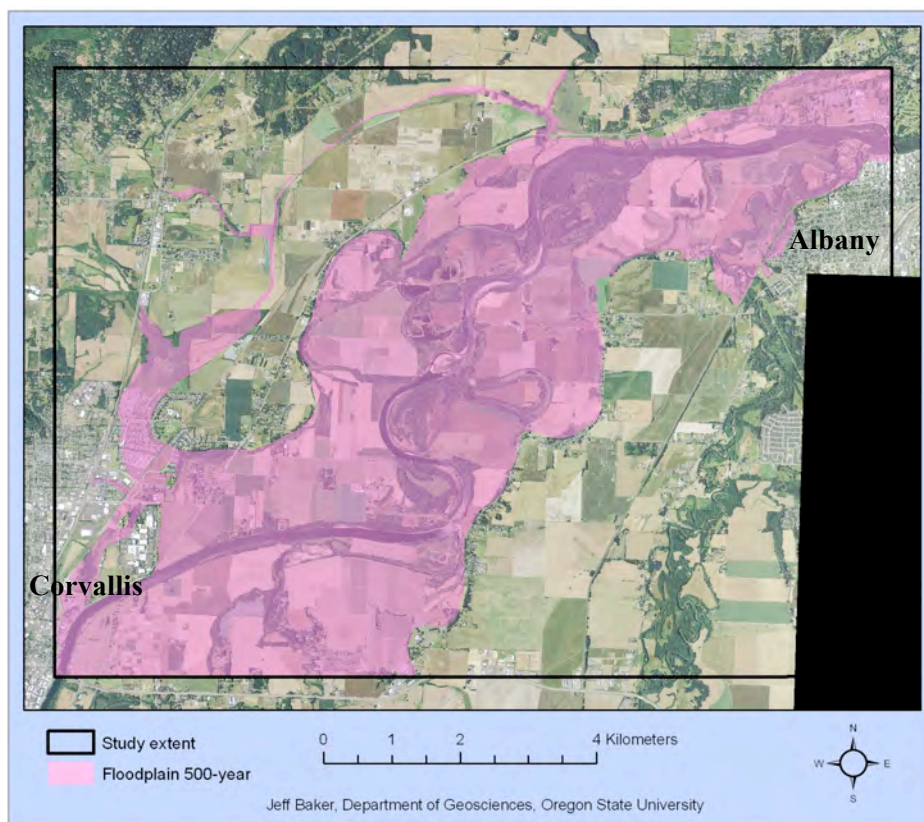 Albany
Corvallis
Study extent
Floodplain 500-year
0 1 2 4 Kilometers
N
W E
S
Jeff Baker, Department of Geosciences, Oregon State University